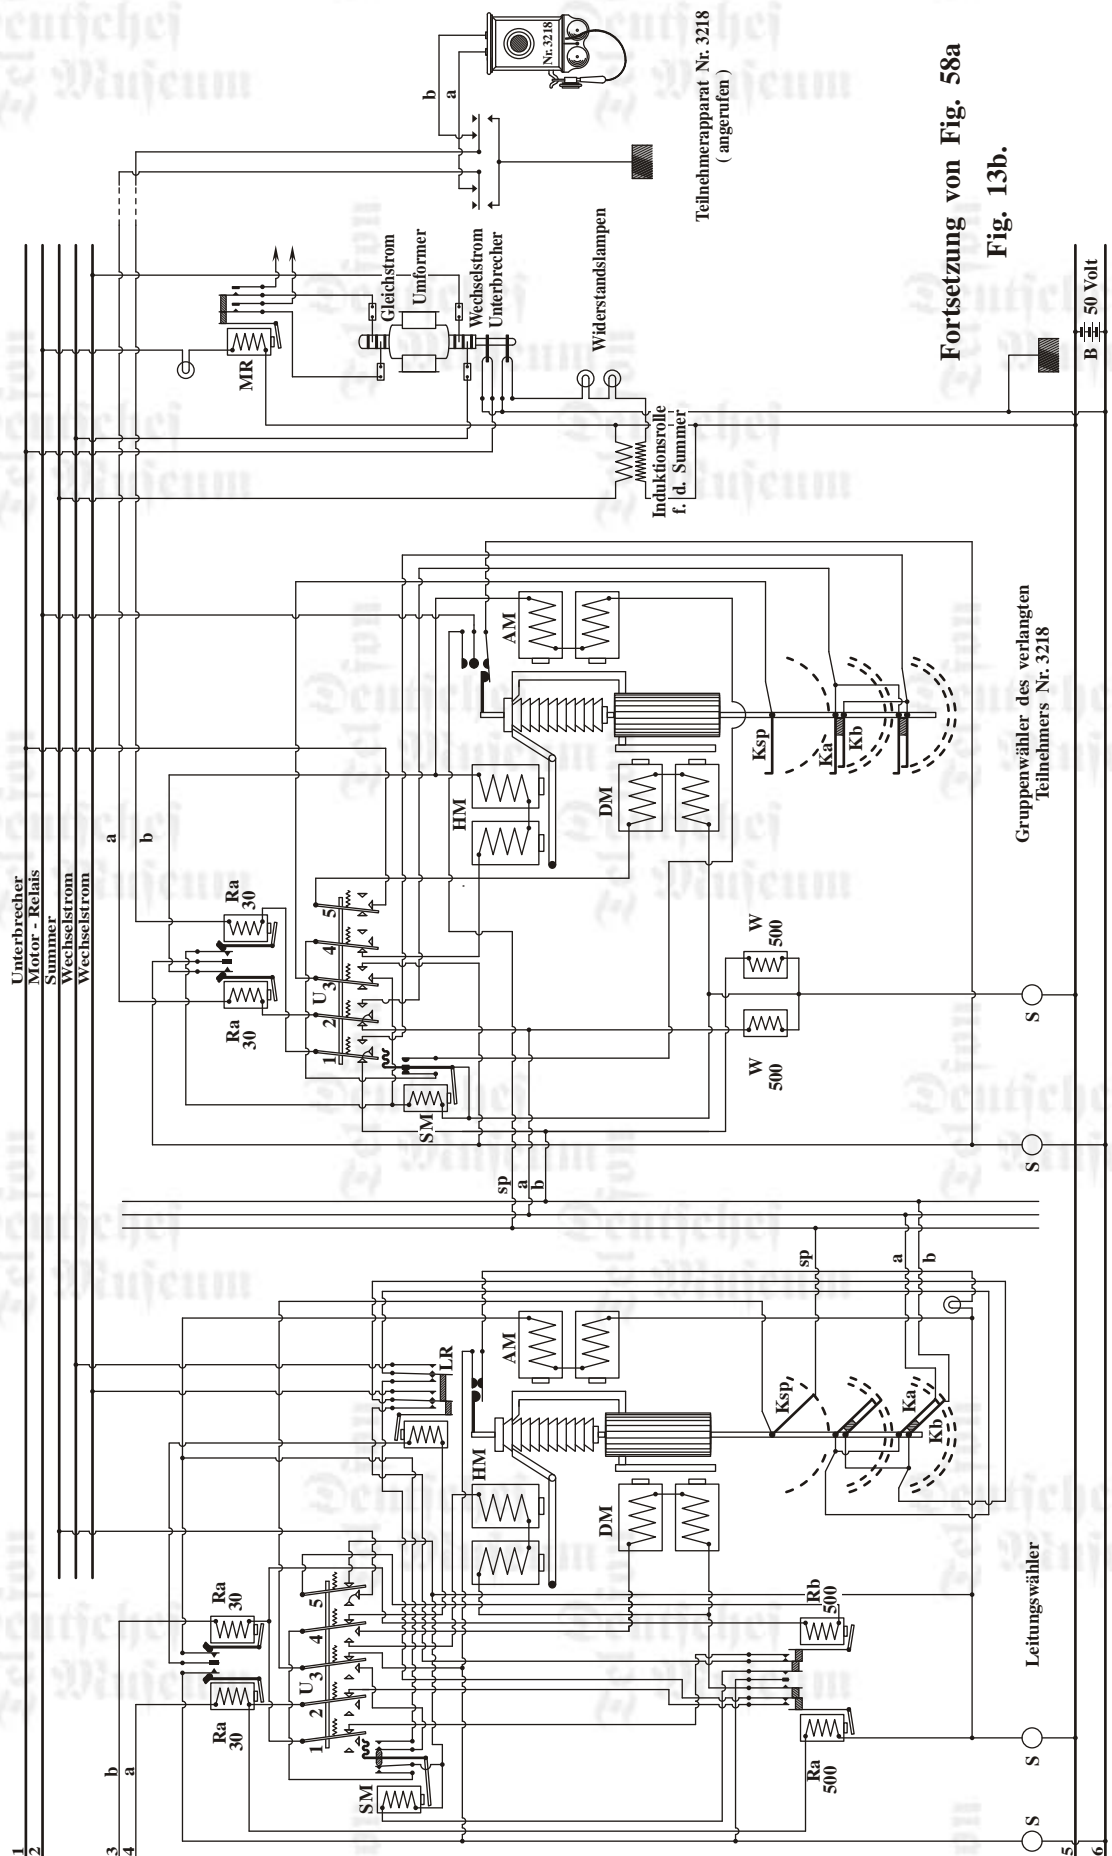 Unterbrecher
Motor - Relais
Summer
Wechselstrom
Wechselstrom
1
2
3
4
5
6
b
a
Ra
30
Ra
30
U
1
2
3
4
5
SM
LR
HM
AM
DM
Ksp
Ka
Kb
sp
a
b
Ra
500
Rb
500
S
S
Leitungswähler
sp
a
b
a
b
Ra
30
Ra
30
U
1
2
3
4
5
SM
HM
AM
DM
Ksp
Ka
Kb
W
500
W
500
S
S
Gruppenwähler des verlangten
Teilnehmers Nr. 3218
MR
Gleichstrom
Umformer
Wechselstrom
Unterbrecher
Widerstandslampen
Induktionsrolle
f. d. Summer
b
a
Nr. 3218
Teilnehmerapparat Nr. 3218
( angerufen )
B
50 Volt
Fortsetzung von Fig. 58a
Fig. 13b.
Deutsches
Museum